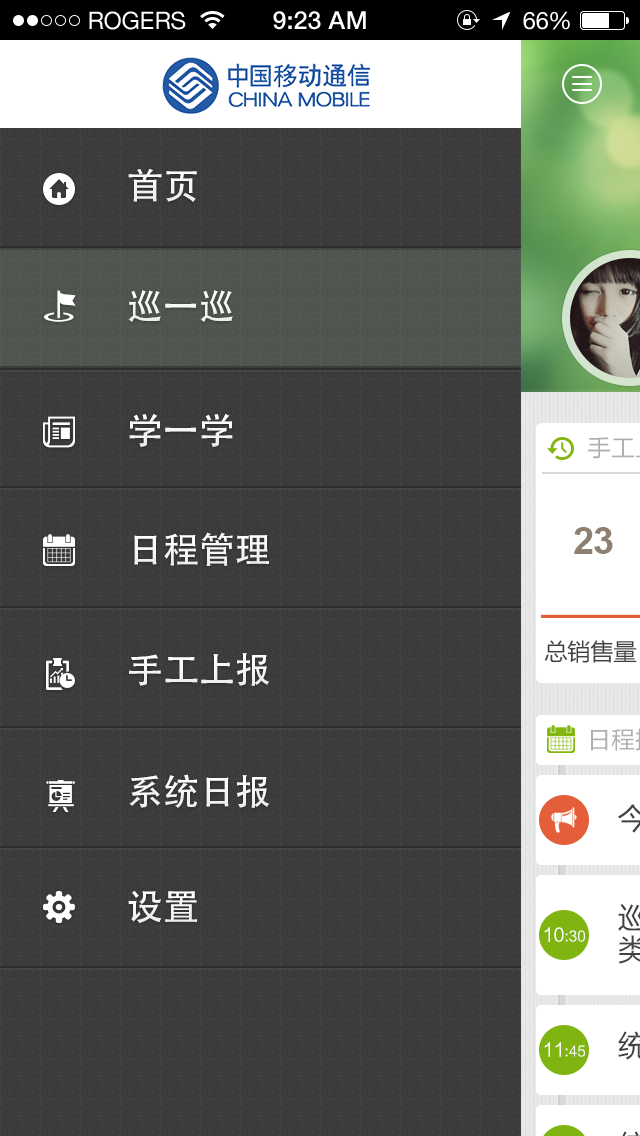 ROGERS 9:23 AM 66%
中国移动通信
CHINA MOBILE
首页
巡一巡
学一学
日程管理
手工上报
系统日报
设置
手工上
23
总销售量
日程
今
10:30
巡
类
11:45
统